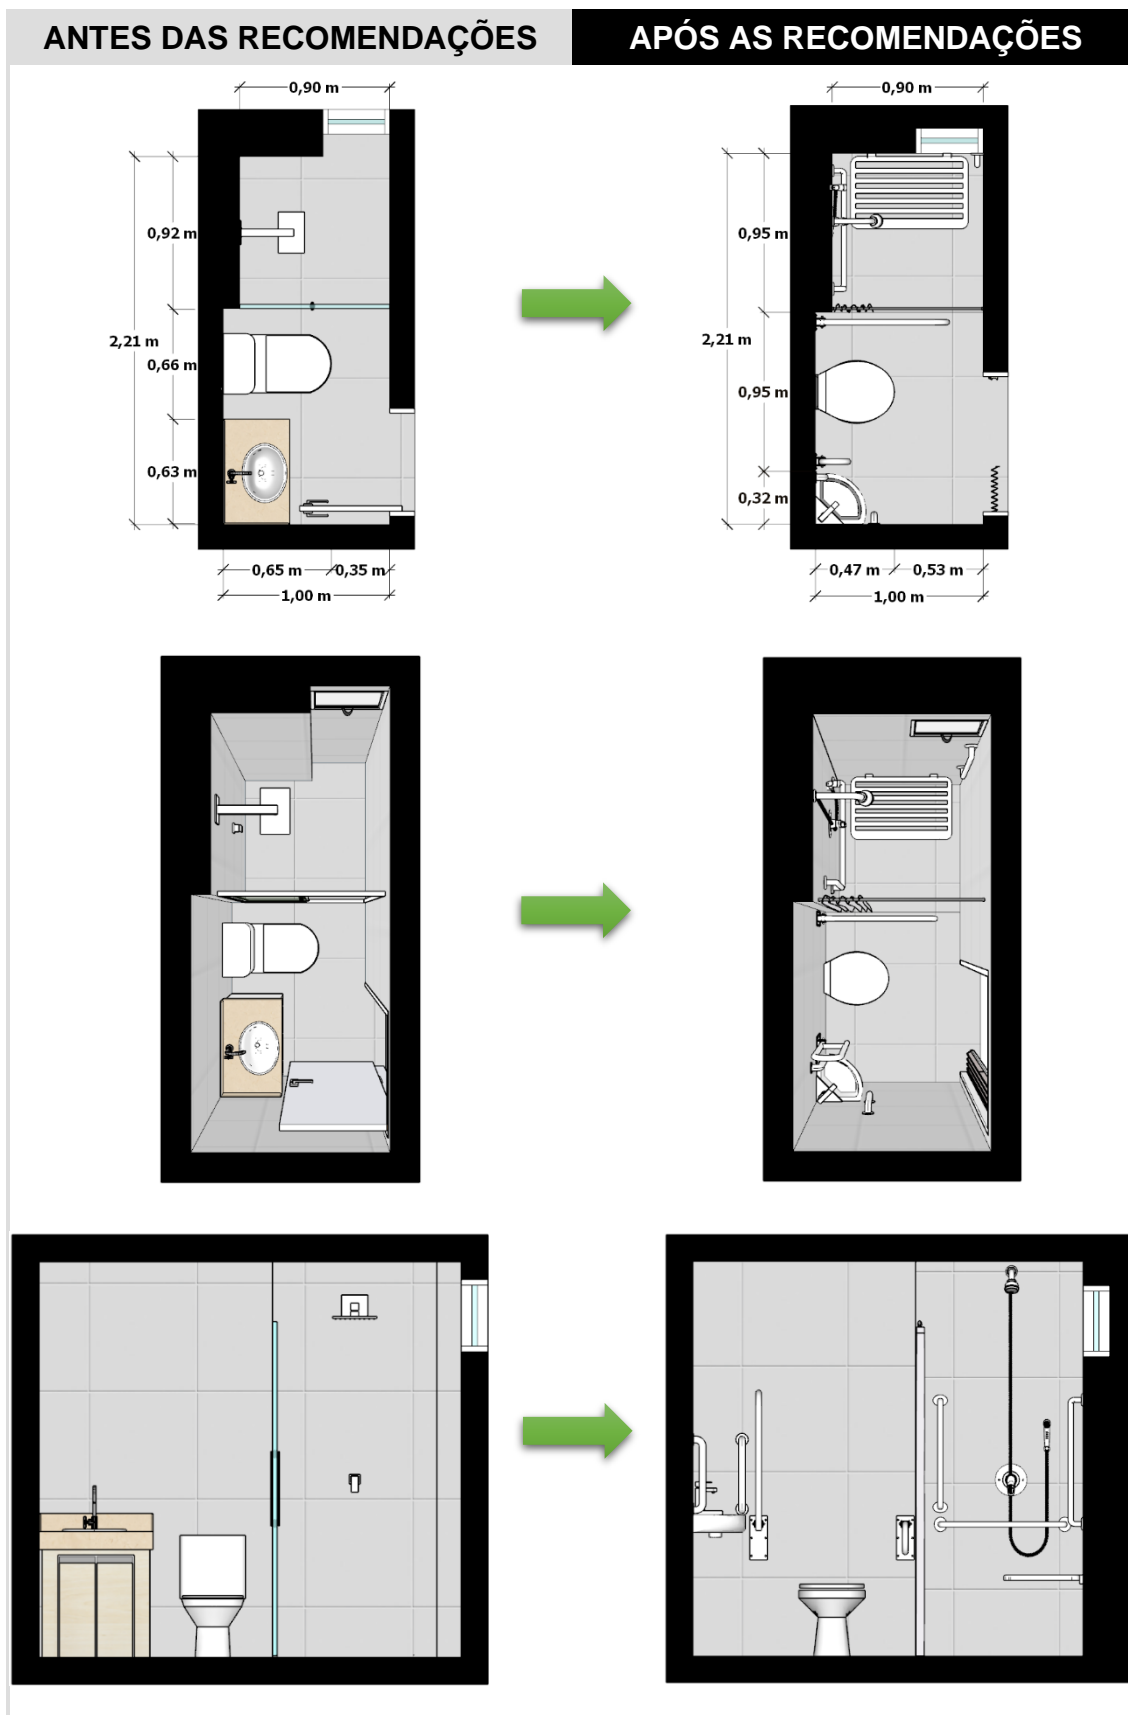 ANTES DAS RECOMENDAÇÕES
APÓS AS RECOMENDAÇÕES
0,90 m
0,92 m
2,21 m
0,66 m
0,63 m
0,65 m
0,35 m
1,00 m
0,90 m
0,95 m
2,21 m
0,95 m
0,32 m
0,47 m
0,53 m
1,00 m